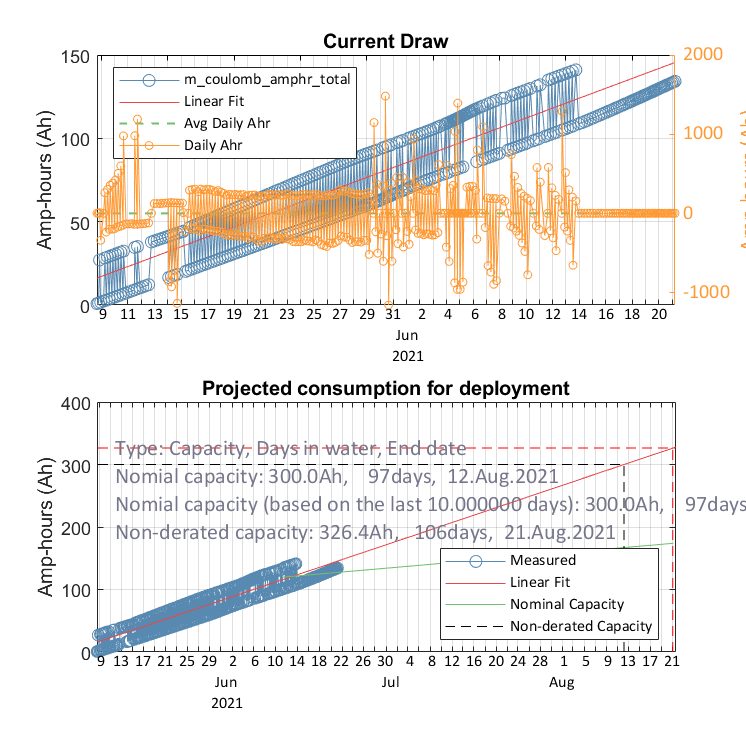 Current Draw
150
100
50
0
Amp-hours (Ah)
2000
1000
0
-1000
m_coulomb_amphr_total
Linear Fit
Avg Daily Ahr
Daily Ahr
9 11 13 15 17 19 21 23 25 27 29 31 2 4 6 8 10 12 14 16 18 20
Jun
2021
Projected consumption for deployment
400
300
200
100
0
Amp-hours (Ah)
Type: Capacity, Days in water, End date
Nomial capacity: 300.0Ah, 97days, 12.Aug.2021
Nomial capacity (based on the last 10.000000 days): 300.0Ah, 97days
Non-derated capacity: 326.4Ah, 106days, 21.Aug.2021
Measured
Linear Fit
Nominal Capacity
Non-derated Capacity
9 13 17 21 25 29 2 6 10 14 18 22 26 30 4 8 12 16 20 24 28 1 5 9 13 17 21
Jun Jul Aug
2021